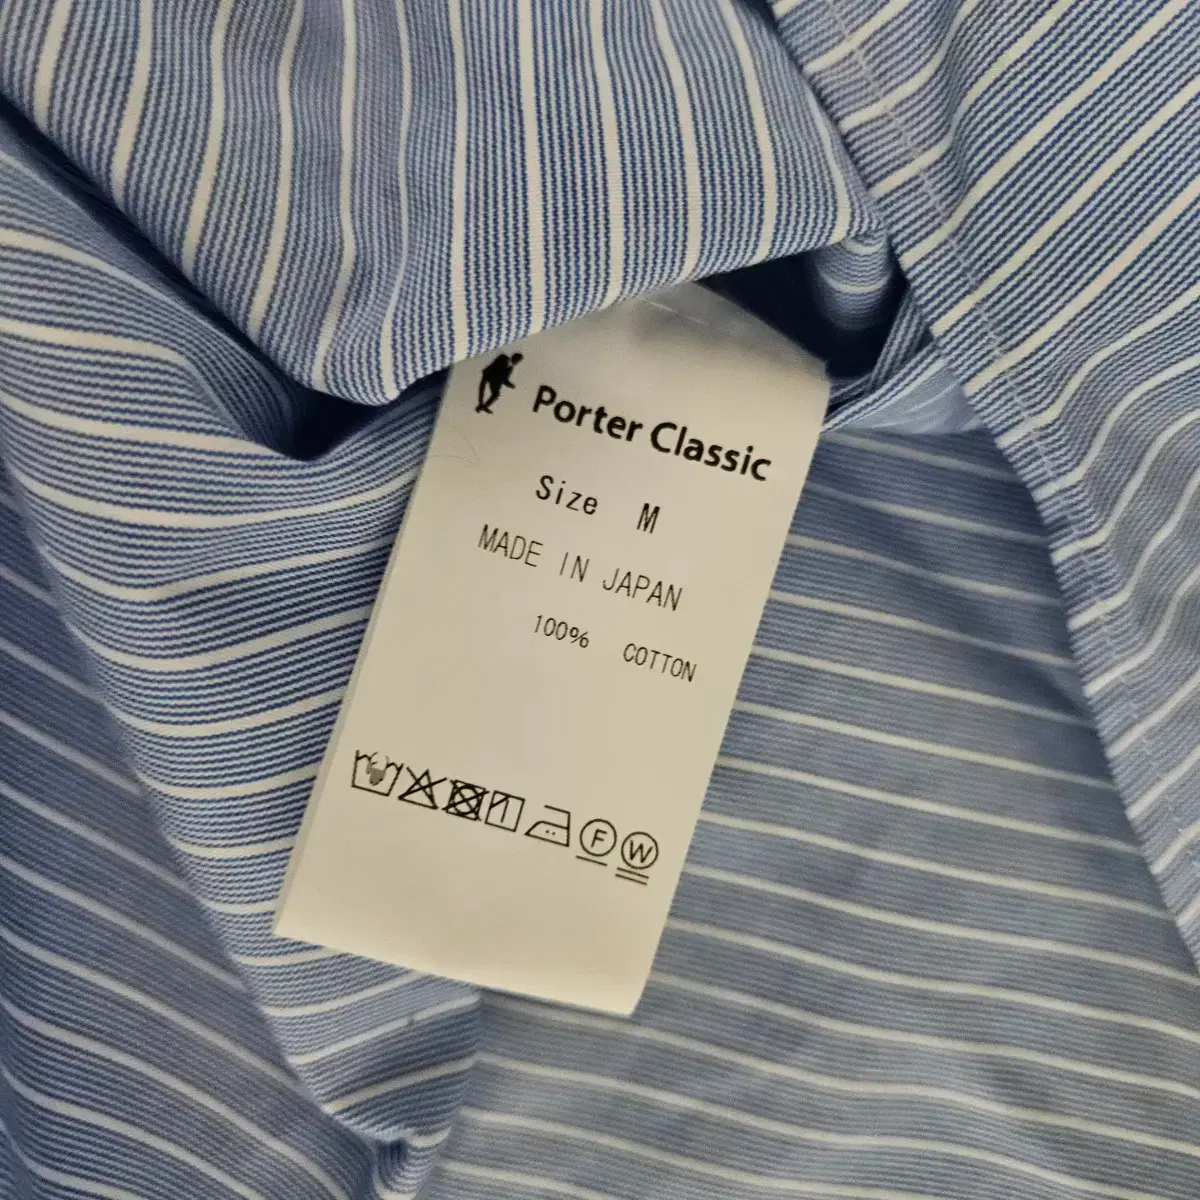 Porter Classic
Size M
MADE IN JAPAN
100% COTTON
F W